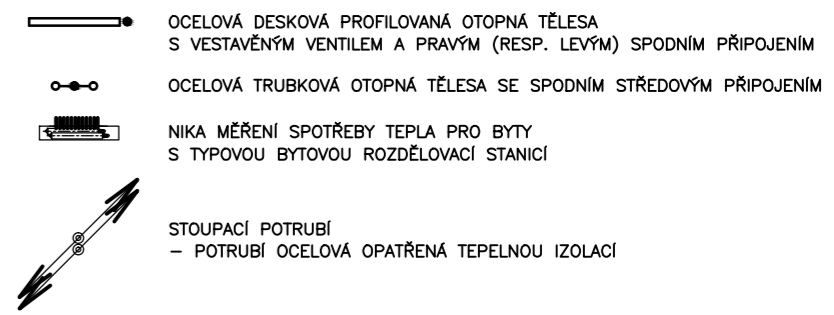 OCELOVÁ DESKOVÁ PROFILOVANÁ OTOPNÁ TĚLESA
S VESTAVĚNÝM VENTILEM A PRAVÝM (RESP. LEVÝM) SPODNÍM PŘIPOJENÍM
OCELOVÁ TRUBKOVÁ OTOPNÁ TĚLESA SE SPODNÍM STŘEDOVÝM PŘIPOJENÍM
NIKA MĚŘENÍ SPOTŘEBY TEPLA PRO BYTY
S TYPOVOU BYTOVOU ROZDĚLOVACÍ STANICÍ
STOUPACÍ POTRUBÍ
– POTRUBÍ OCELOVÁ OPATŘENÁ TEPELNOU IZOLACÍ